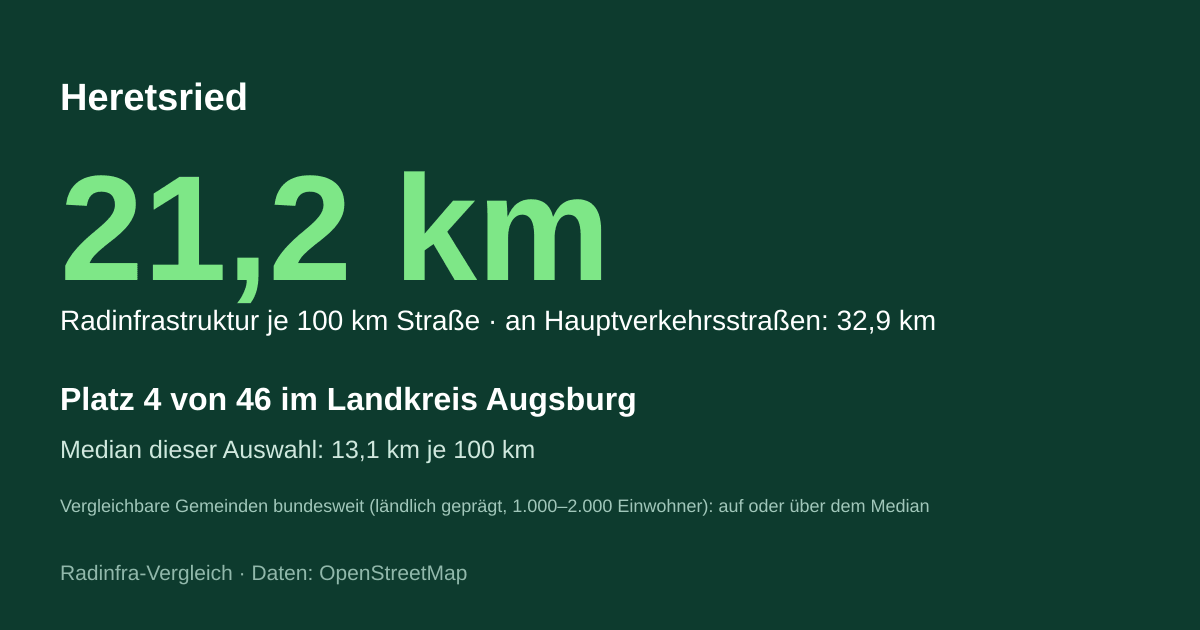 Heretsried
21,2 km
Radinfrastruktur je 100 km Straße · an Hauptverkehrsstraßen: 32,9 km
Platz 4 von 46 im Landkreis Augsburg
Median dieser Auswahl: 13,1 km je 100 km
Vergleichbare Gemeinden bundesweit (ländlich geprägt, 1.000–2.000 Einwohner): auf oder über dem Median
Radinfra-Vergleich · Daten: OpenStreetMap